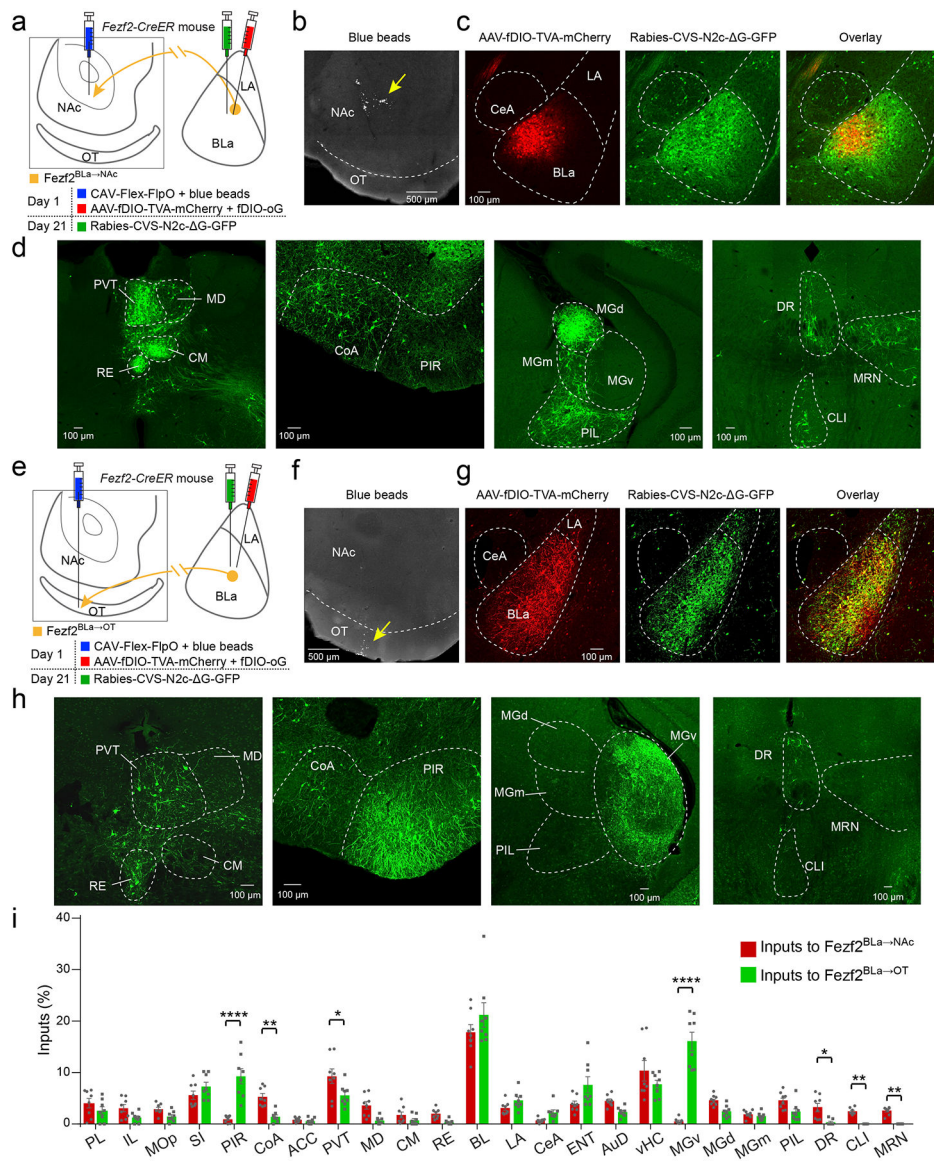 a
Fezf2-CreER mouse
NAc
OT
LA
BLa
Fezf2BLa→NAc
Day 1
CAV-Flex-FlpO + blue beads
AAV-fDIO-TVA-mCherry + fDIO-oG
Day 21
Rabies-CVS-N2c-ΔG-GFP
b
Blue beads
NAc
OT
500 µm
c
AAV-fDIO-TVA-mCherry
Rabies-CVS-N2c-ΔG-GFP
Overlay
LA
CeA
BLa
100 µm
d
PVT
MD
CM
RE
100 µm
CoA
PIR
100 µm
MGd
MGm
MGv
PIL
100 µm
DR
MRN
CLI
100 µm
e
Fezf2-CreER mouse
NAc
OT
LA
BLa
Fezf2BLa→OT
Day 1
CAV-Flex-FlpO + blue beads
AAV-fDIO-TVA-mCherry + fDIO-oG
Day 21
Rabies-CVS-N2c-ΔG-GFP
f
Blue beads
NAc
OT
500 µm
g
AAV-fDIO-TVA-mCherry
Rabies-CVS-N2c-ΔG-GFP
Overlay
LA
CeA
BLa
100 µm
h
PVT
MD
CM
RE
100 µm
CoA
PIR
100 µm
MGd
MGv
MGm
PIL
100 µm
DR
MRN
CLI
100 µm
i
Inputs (%)
40
30
20
10
0
Inputs to Fezf2BLa→NAc
Inputs to Fezf2BLa→OT
**** ** * **** * ** **
PL IL MOp SI PIR CoA ACC PVT MD CM RE BL LA CeA ENT AuD vHC MGv MGd MGm PIL DR CLI MRN